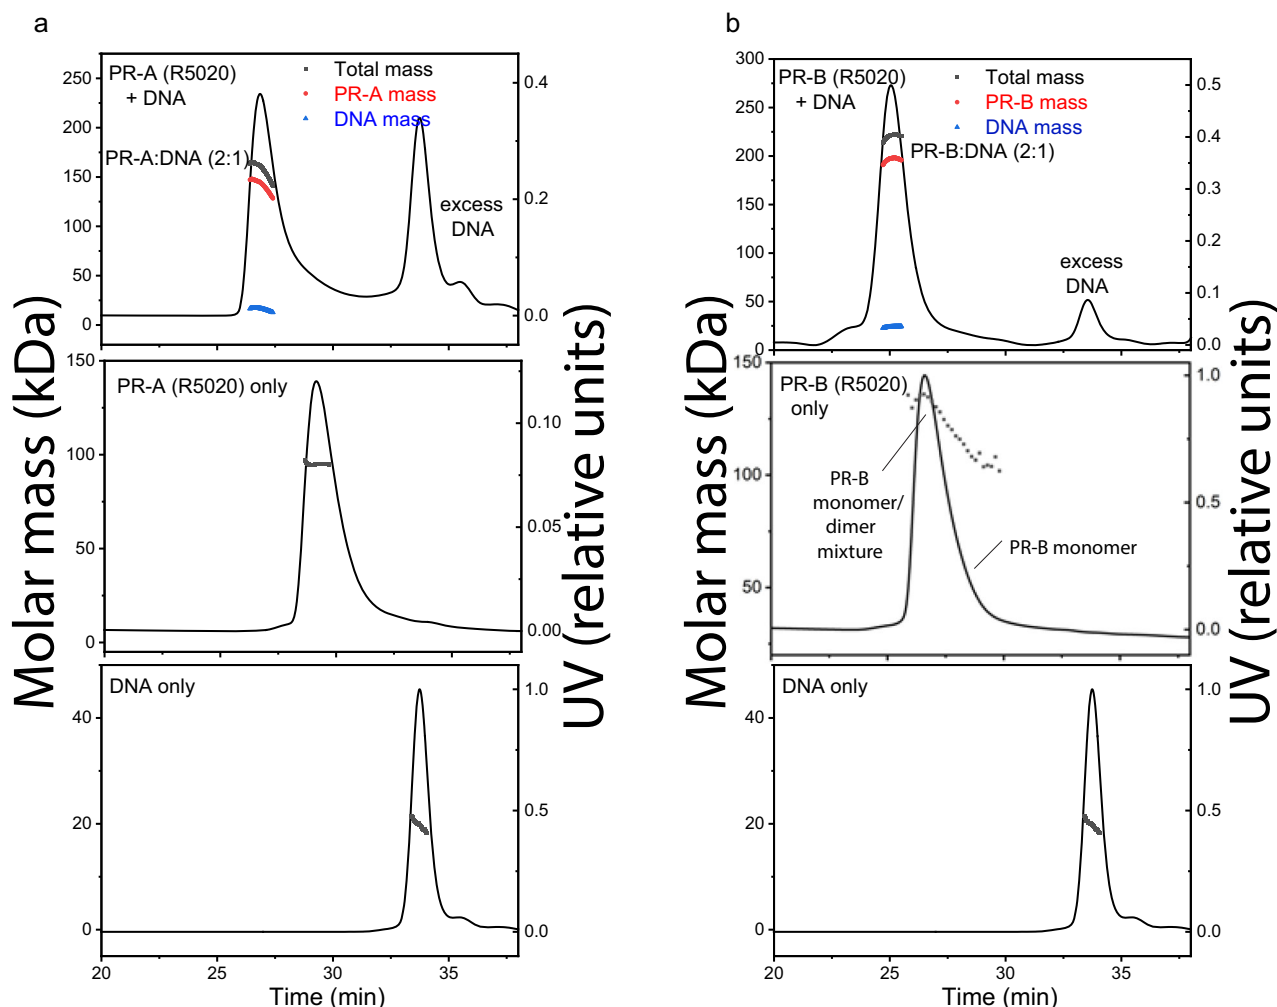 a
PR-A (R5020)
+ DNA
Total mass
PR-A mass
DNA mass
PR-A:DNA (2:1)
excess
DNA
250
200
150
100
50
25
0
0.4
0.2
0.0
PR-A (R5020) only
150
100
50
0
0.10
0.05
0.00
DNA only
40
20
0
1.0
0.5
0.0
20
25
30
35
Time (min)
Molar mass (kDa)
UV (relative units)
b
PR-B (R5020)
+ DNA
Total mass
PR-B mass
DNA mass
PR-B:DNA (2:1)
excess
DNA
300
250
200
150
100
50
25
0
0.5
0.4
0.3
0.2
0.1
0.0
PR-B (R5020)
only
PR-B
monomer/
dimer
mixture
PR-B monomer
150
100
50
1.0
0.5
0.0
DNA only
40
20
0
1.0
0.5
0.0
20
25
30
35
Time (min)
Molar mass (kDa)
UV (relative units)